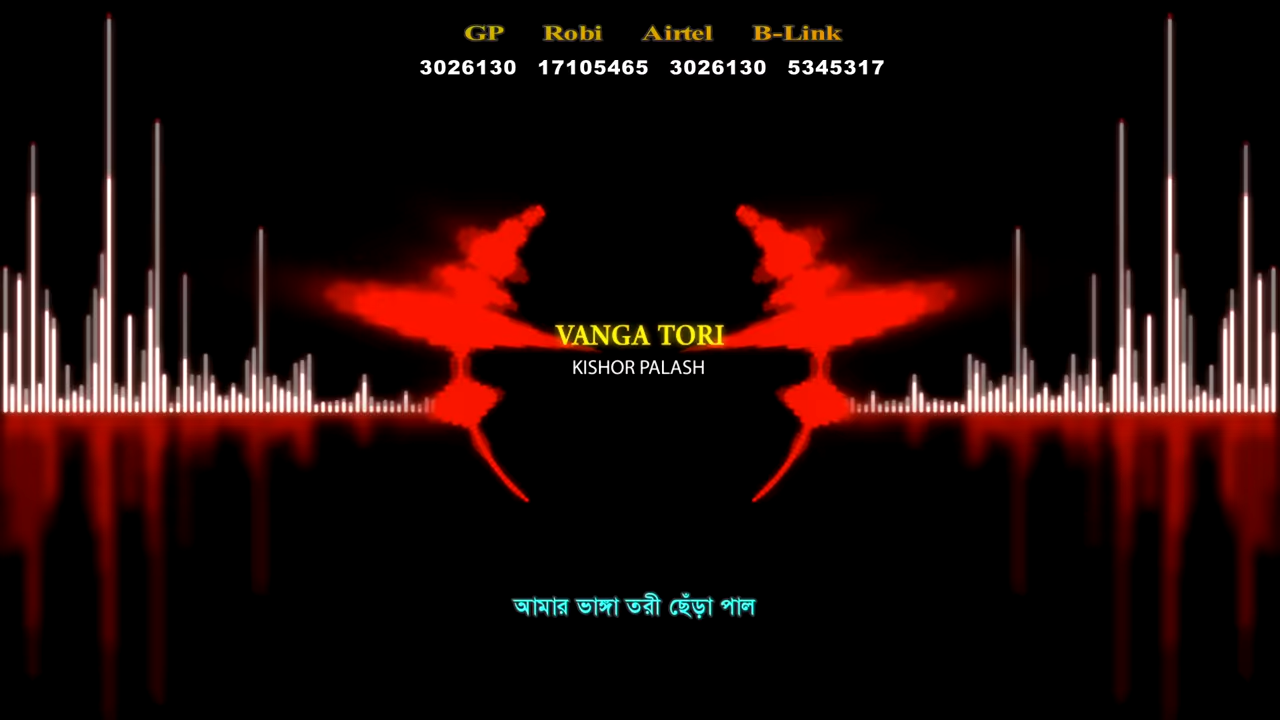 GP Robi Airtel B-Link
3026130 17105465 3026130 5345317
VANGA TORI
KISHOR PALASH
আমার ভাঙ্গা তরী ছেঁড়া পাল